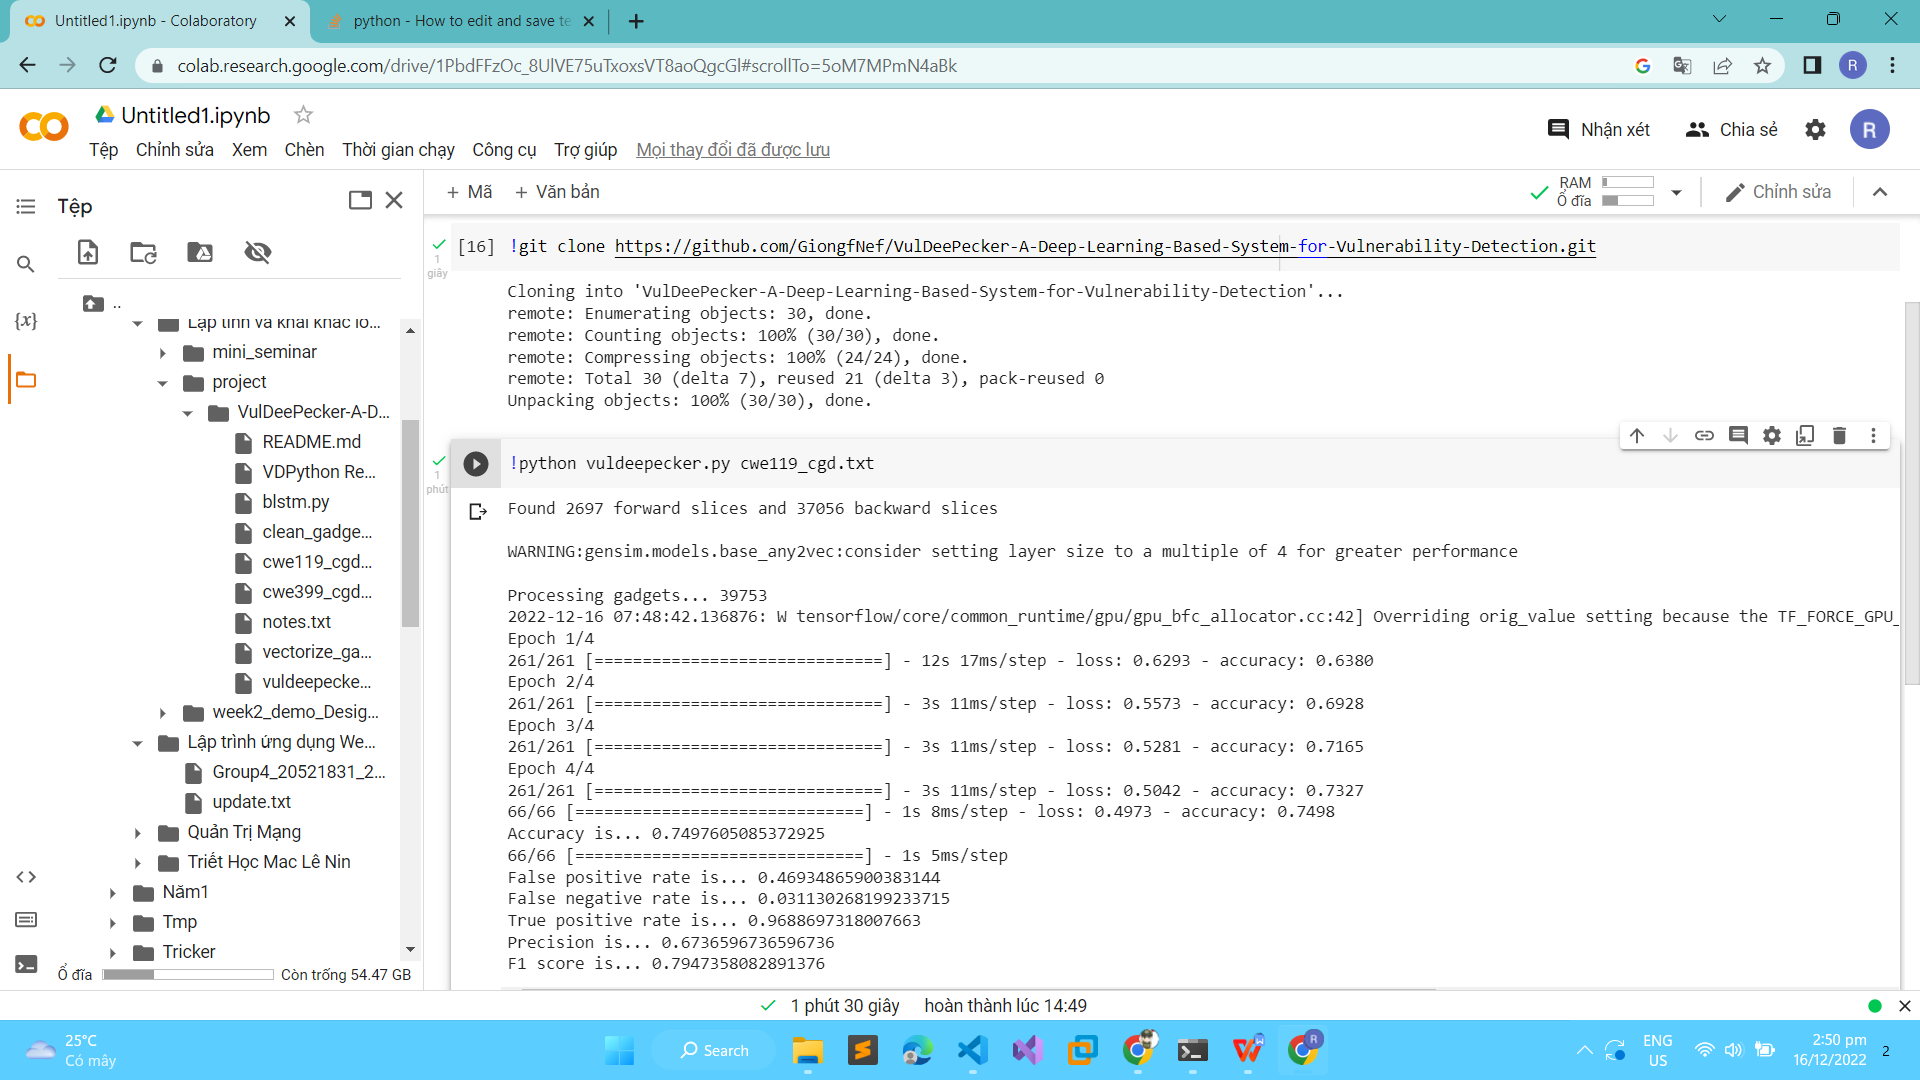 Untitled1.ipynb - Colaboratory
python - How to edit and save te
colab.research.google.com/drive/1PbdFFzOc_8UlVE75uTxoxsVT8aoQgcGl#scrollTo=5oM7MPmN4aBk
R
Untitled1.ipynb
Nhận xét
Chia sẻ
R
Tệp Chỉnh sửa Xem Chèn Thời gian chạy Công cụ Trợ giúp Mọi thay đổi đã được lưu
Tệp
+ Mã + Văn bản
RAM
Ổ đĩa
Chỉnh sửa
..
Lập tình và khai khác lỗ...
mini_seminar
project
VulDeePecker-A-D...
README.md
VDPython Re...
blstm.py
clean_gadge...
cwe119_cgd...
cwe399_cgd...
notes.txt
vectorize_ga...
vuldeepecke...
week2_demo_Desig...
Lập trình ứng dụng We...
Group4_20521831_2...
update.txt
Quản Trị Mạng
Triết Học Mac Lê Nin
Năm1
Tmp
Tricker
Ổ đĩa
Còn trống 54.47 GB
1
giây
[16] !git clone https://github.com/GiongfNef/VulDeePecker-A-Deep-Learning-Based-System-for-Vulnerability-Detection.git
Cloning into 'VulDeePecker-A-Deep-Learning-Based-System-for-Vulnerability-Detection'...
remote: Enumerating objects: 30, done.
remote: Counting objects: 100% (30/30), done.
remote: Compressing objects: 100% (24/24), done.
remote: Total 30 (delta 7), reused 21 (delta 3), pack-reused 0
Unpacking objects: 100% (30/30), done.
1
phút
!python vuldeepecker.py cwe119_cgd.txt
Found 2697 forward slices and 37056 backward slices
WARNING:gensim.models.base_any2vec:consider setting layer size to a multiple of 4 for greater performance
Processing gadgets... 39753
2022-12-16 07:48:42.136876: W tensorflow/core/common_runtime/gpu/gpu_bfc_allocator.cc:42] Overriding orig_value setting because the TF_FORCE_GPU_
Epoch 1/4
261/261 [==============================] - 12s 17ms/step - loss: 0.6293 - accuracy: 0.6380
Epoch 2/4
261/261 [==============================] - 3s 11ms/step - loss: 0.5573 - accuracy: 0.6928
Epoch 3/4
261/261 [==============================] - 3s 11ms/step - loss: 0.5281 - accuracy: 0.7165
Epoch 4/4
261/261 [==============================] - 3s 11ms/step - loss: 0.5042 - accuracy: 0.7327
66/66 [==============================] - 1s 8ms/step - loss: 0.4973 - accuracy: 0.7498
Accuracy is... 0.7497605085372925
66/66 [==============================] - 1s 5ms/step
False positive rate is... 0.46934865900383144
False negative rate is... 0.031130268199233715
True positive rate is... 0.9688697318007663
Precision is... 0.6736596736596736
F1 score is... 0.7947358082891376
1 phút 30 giây hoàn thành lúc 14:49
25°C
Có mây
Search
ENG
US
2:50 pm
16/12/2022
2